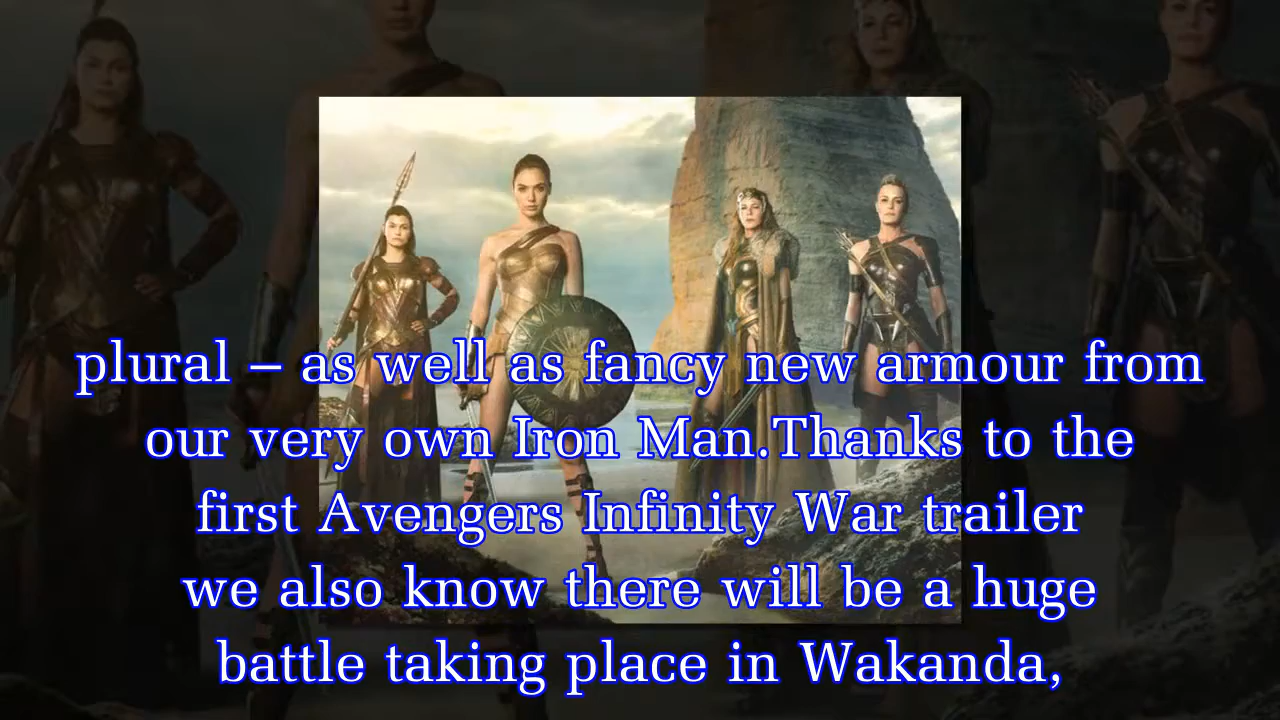 plural – as well as fancy new armour from
our very own Iron Man.Thanks to the
first Avengers Infinity War trailer
we also know there will be a huge
battle taking place in Wakanda,